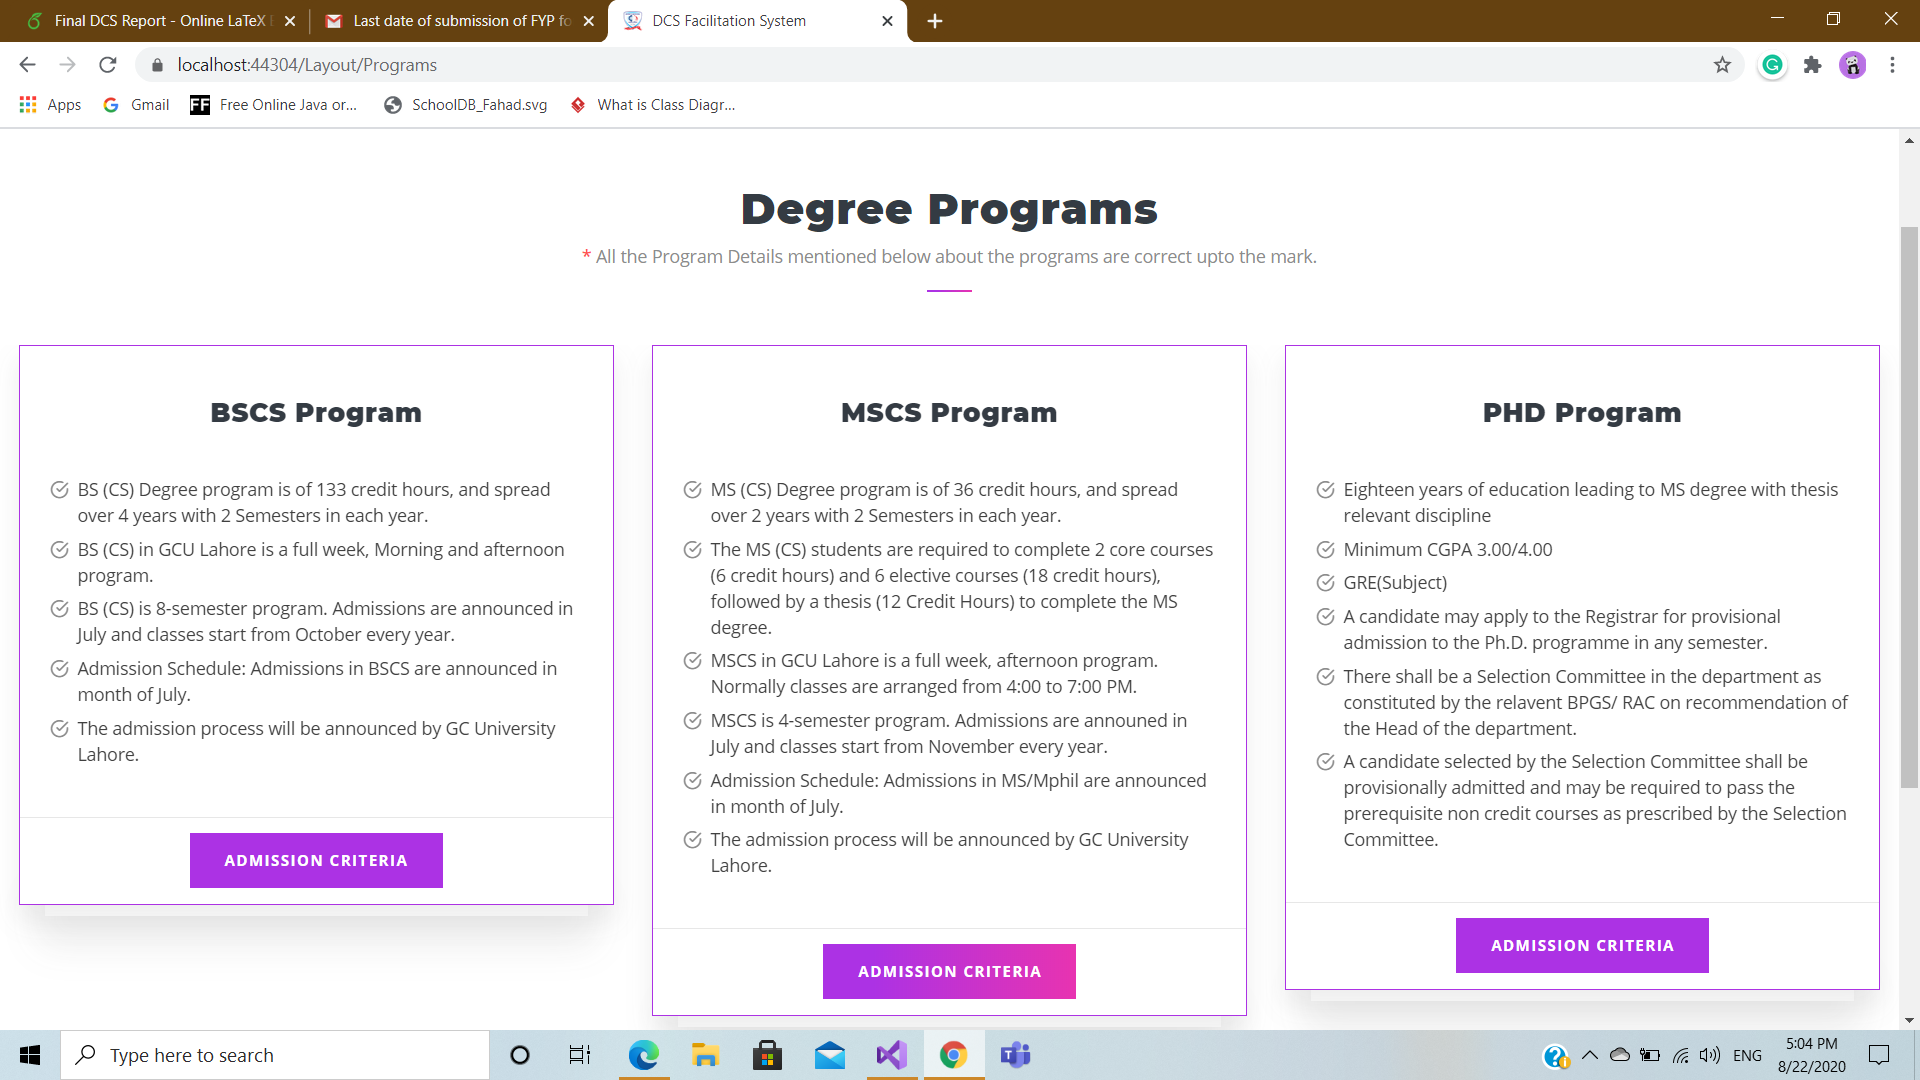 Final DCS Report - Online LaTeX E
Last date of submission of FYP fo
DCS Facilitation System
localhost:44304/Layout/Programs
Apps
Gmail
FF
Free Online Java or...
SchoolDB_Fahad.svg
What is Class Diagr...
Degree Programs
* All the Program Details mentioned below about the programs are correct upto the mark.
BSCS Program
BS (CS) Degree program is of 133 credit hours, and spread
over 4 years with 2 Semesters in each year.
BS (CS) in GCU Lahore is a full week, Morning and afternoon
program.
BS (CS) is 8-semester program. Admissions are announced in
July and classes start from October every year.
Admission Schedule: Admissions in BSCS are announced in
month of July.
The admission process will be announced by GC University
Lahore.
ADMISSION CRITERIA
MSCS Program
MS (CS) Degree program is of 36 credit hours, and spread
over 2 years with 2 Semesters in each year.
The MS (CS) students are required to complete 2 core courses
(6 credit hours) and 6 elective courses (18 credit hours),
followed by a thesis (12 Credit Hours) to complete the MS
degree.
MSCS in GCU Lahore is a full week, afternoon program.
Normally classes are arranged from 4:00 to 7:00 PM.
MSCS is 4-semester program. Admissions are announed in
July and classes start from November every year.
Admission Schedule: Admissions in MS/Mphil are announced
in month of July.
The admission process will be announced by GC University
Lahore.
ADMISSION CRITERIA
PHD Program
Eighteen years of education leading to MS degree with thesis
relevant discipline
Minimum CGPA 3.00/4.00
GRE(Subject)
A candidate may apply to the Registrar for provisional
admission to the Ph.D. programme in any semester.
There shall be a Selection Committee in the department as
constituted by the relavent BPGS/ RAC on recommendation of
the Head of the department.
A candidate selected by the Selection Committee shall be
provisionally admitted and may be required to pass the
prerequisite non credit courses as prescribed by the Selection
Committee.
ADMISSION CRITERIA
Type here to search
ENG
5:04 PM
8/22/2020